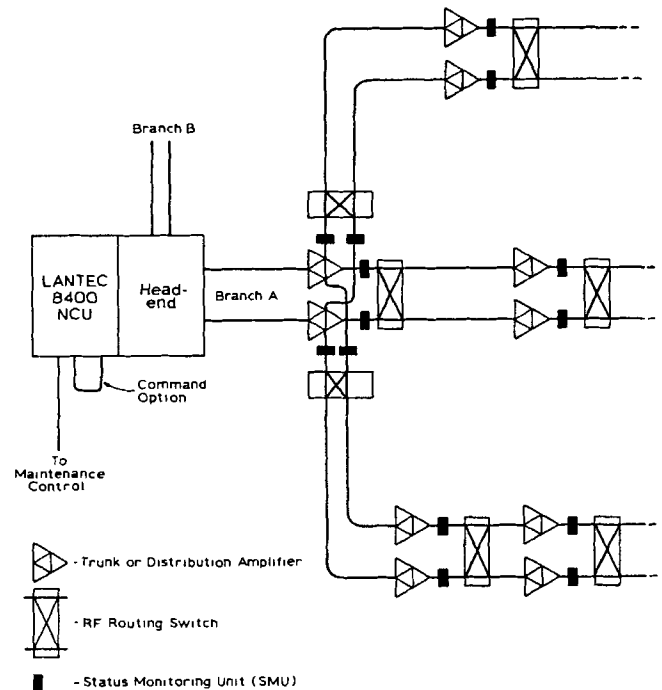 Branch B
LANTEC
8400
NCU
Head-
end
Branch A
Command
Option
To
Maintenance
Control
- Trunk or Distribution Amplifier
- RF Routing Switch
- Status Monitoring Unit (SMU)